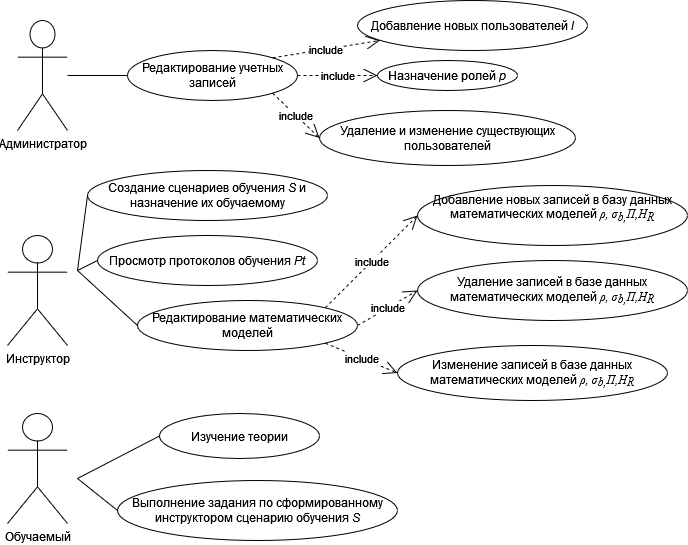 Добавление новых пользователей I
include
Редактирование учетных
записей
include
Назначение ролей p
include
Удаление и изменение существующих
пользователей
Администратор
Создание сценариев обучения S и
назначение их обучаемому
Добавление новых записей в базу данных
математических моделей ρ, σb,Π,HR
include
Просмотр протоколов обучения Pt
Удаление записей в базе данных
математических моделей ρ, σb,Π,HR
include
Редактирование математических
моделей
Инструктор
include
Изменение записей в базе данных
математических моделей ρ, σb,Π,HR
Изучение теории
Выполнение задания по сформированному
инструктором сценарию обучения S
Обучаемый